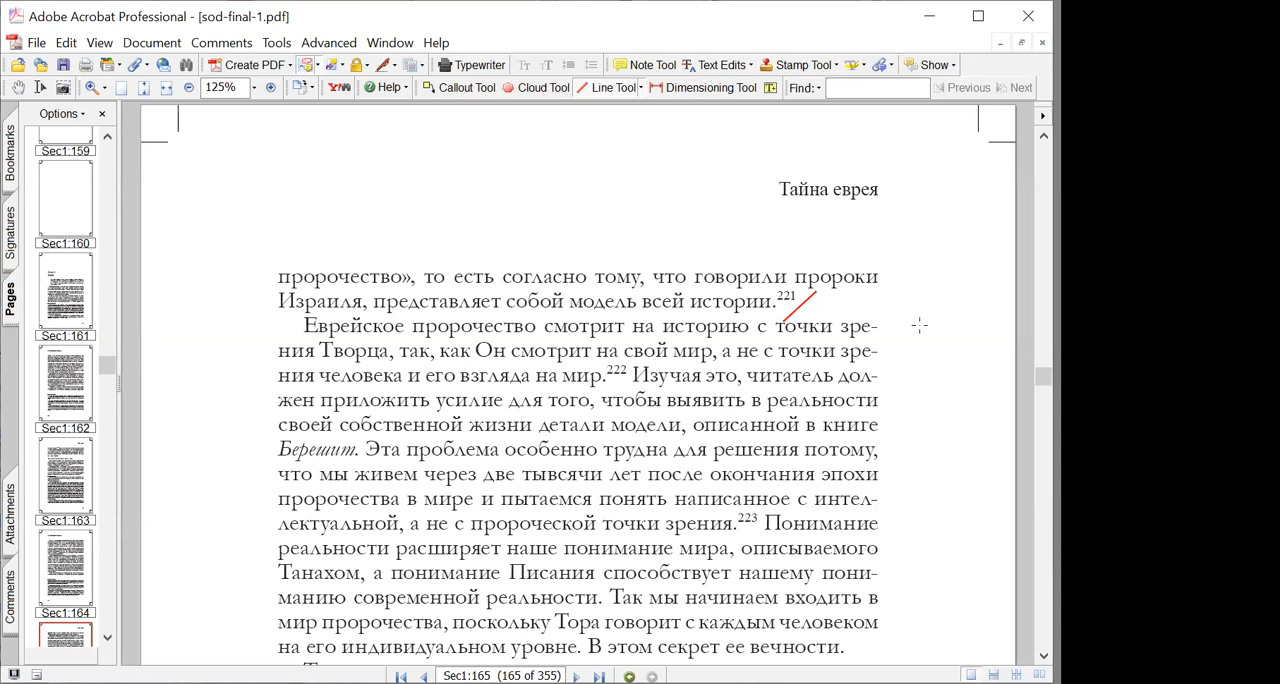 Adobe Acrobat Professional - [sod-final-1.pdf]
File Edit View Document Comments Tools Advanced Window Help
Create PDF Typewriter Note Tool Text Edits Stamp Tool Show
125% Help Callout Tool Cloud Tool Line Tool Dimensioning Tool Find: Previous Next
Options
Bookmarks
Signatures
Pages
Attachments
Comments
Sec1:159
Sec1:160
Sec1:161
Sec1:162
Sec1:163
Sec1:164
Тайна еврея
пророчество», то есть согласно тому, что говорили пророки
Израиля, представляет собой модель всей истории.221
Еврейское пророчество смотрит на историю с точки зре-
ния Творца, так, как Он смотрит на свой мир, а не с точки зре-
ния человека и его взгляда на мир.222 Изучая это, читатель дол-
жен приложить усилие для того, чтобы выявить в реальности
своей собственной жизни детали модели, описанной в книге
Берешит. Эта проблема особенно трудна для решения потому,
что мы живем через две тывсячи лет после окончания эпохи
пророчества в мире и пытаемся понять написанное с интел-
лектуальной, а не с пророческой точки зрения.223 Понимание
реальности расширяет наше понимание мира, описываемого
Танахом, а понимание Писания способствует нашему пони-
манию современной реальности. Так мы начинаем входить в
мир пророчества, поскольку Тора говорит с каждым человеком
на его индивидуальном уровне. В этом секрет ее вечности.
Sec1:165 (165 of 355)